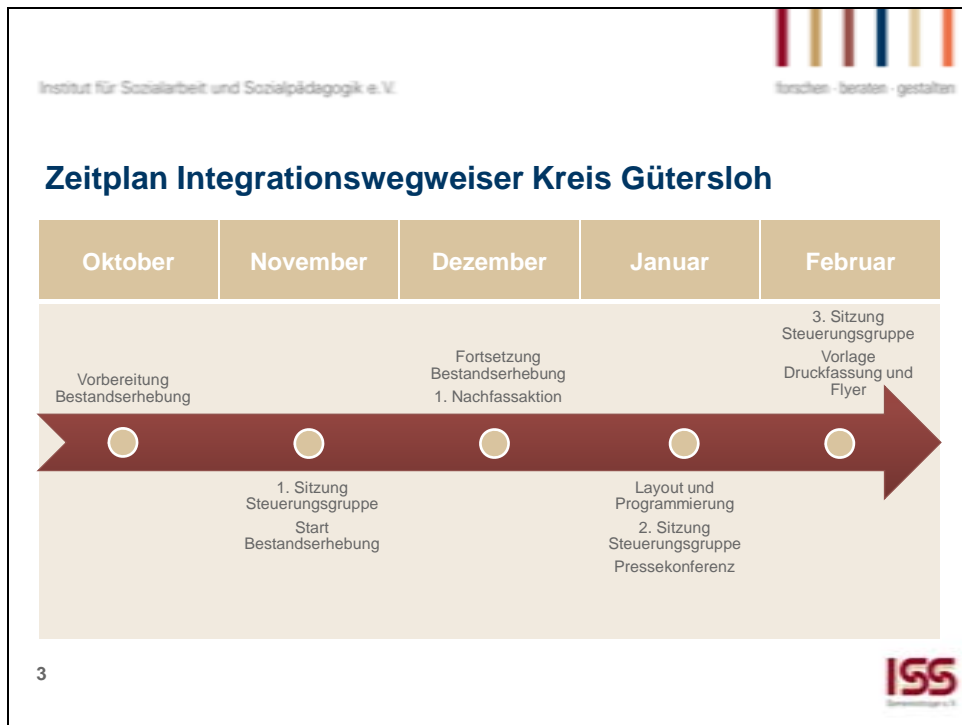 Institut für Sozialarbeit und Sozialpädagogik e.V.
forschen - beraten - gestalten
Zeitplan Integrationswegweiser Kreis Gütersloh
Oktober
November
Dezember
Januar
Februar
Vorbereitung
Bestandserhebung
1. Sitzung
Steuerungsgruppe
Start
Bestandserhebung
Fortsetzung
Bestandserhebung
1. Nachfassaktion
Layout und
Programmierung
2. Sitzung
Steuerungsgruppe
Pressekonferenz
3. Sitzung
Steuerungsgruppe
Vorlage
Druckfassung und
Flyer
3
ISS